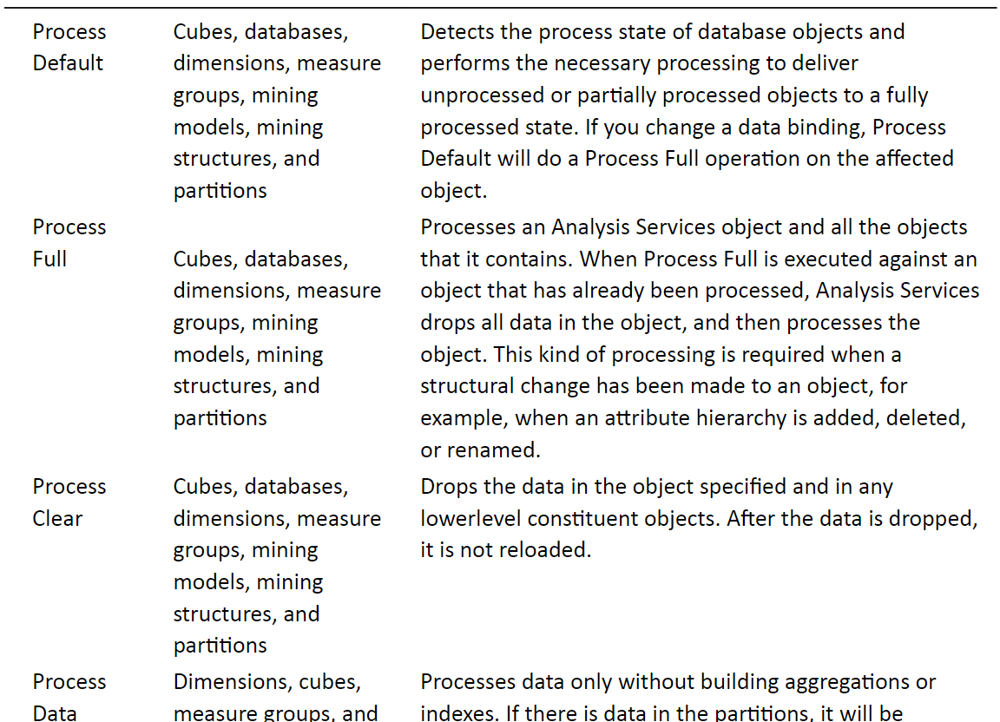 Process
Default
Cubes, databases,
dimensions, measure
groups, mining
models, mining
structures, and
partitions
Detects the process state of database objects and
performs the necessary processing to deliver
unprocessed or partially processed objects to a fully
processed state. If you change a data binding, Process
Default will do a Process Full operation on the affected
object.
Process
Full
Cubes, databases,
dimensions, measure
groups, mining
models, mining
structures, and
partitions
Processes an Analysis Services object and all the objects
that it contains. When Process Full is executed against an
object that has already been processed, Analysis Services
drops all data in the object, and then processes the
object. This kind of processing is required when a
structural change has been made to an object, for
example, when an attribute hierarchy is added, deleted,
or renamed.
Process
Clear
Cubes, databases,
dimensions, measure
groups, mining
models, mining
structures, and
partitions
Drops the data in the object specified and in any
lowerlevel constituent objects. After the data is dropped,
it is not reloaded.
Process
Data
Dimensions, cubes,
measure groups, and
Processes data only without building aggregations or
indexes. If there is data in the partitions, it will be